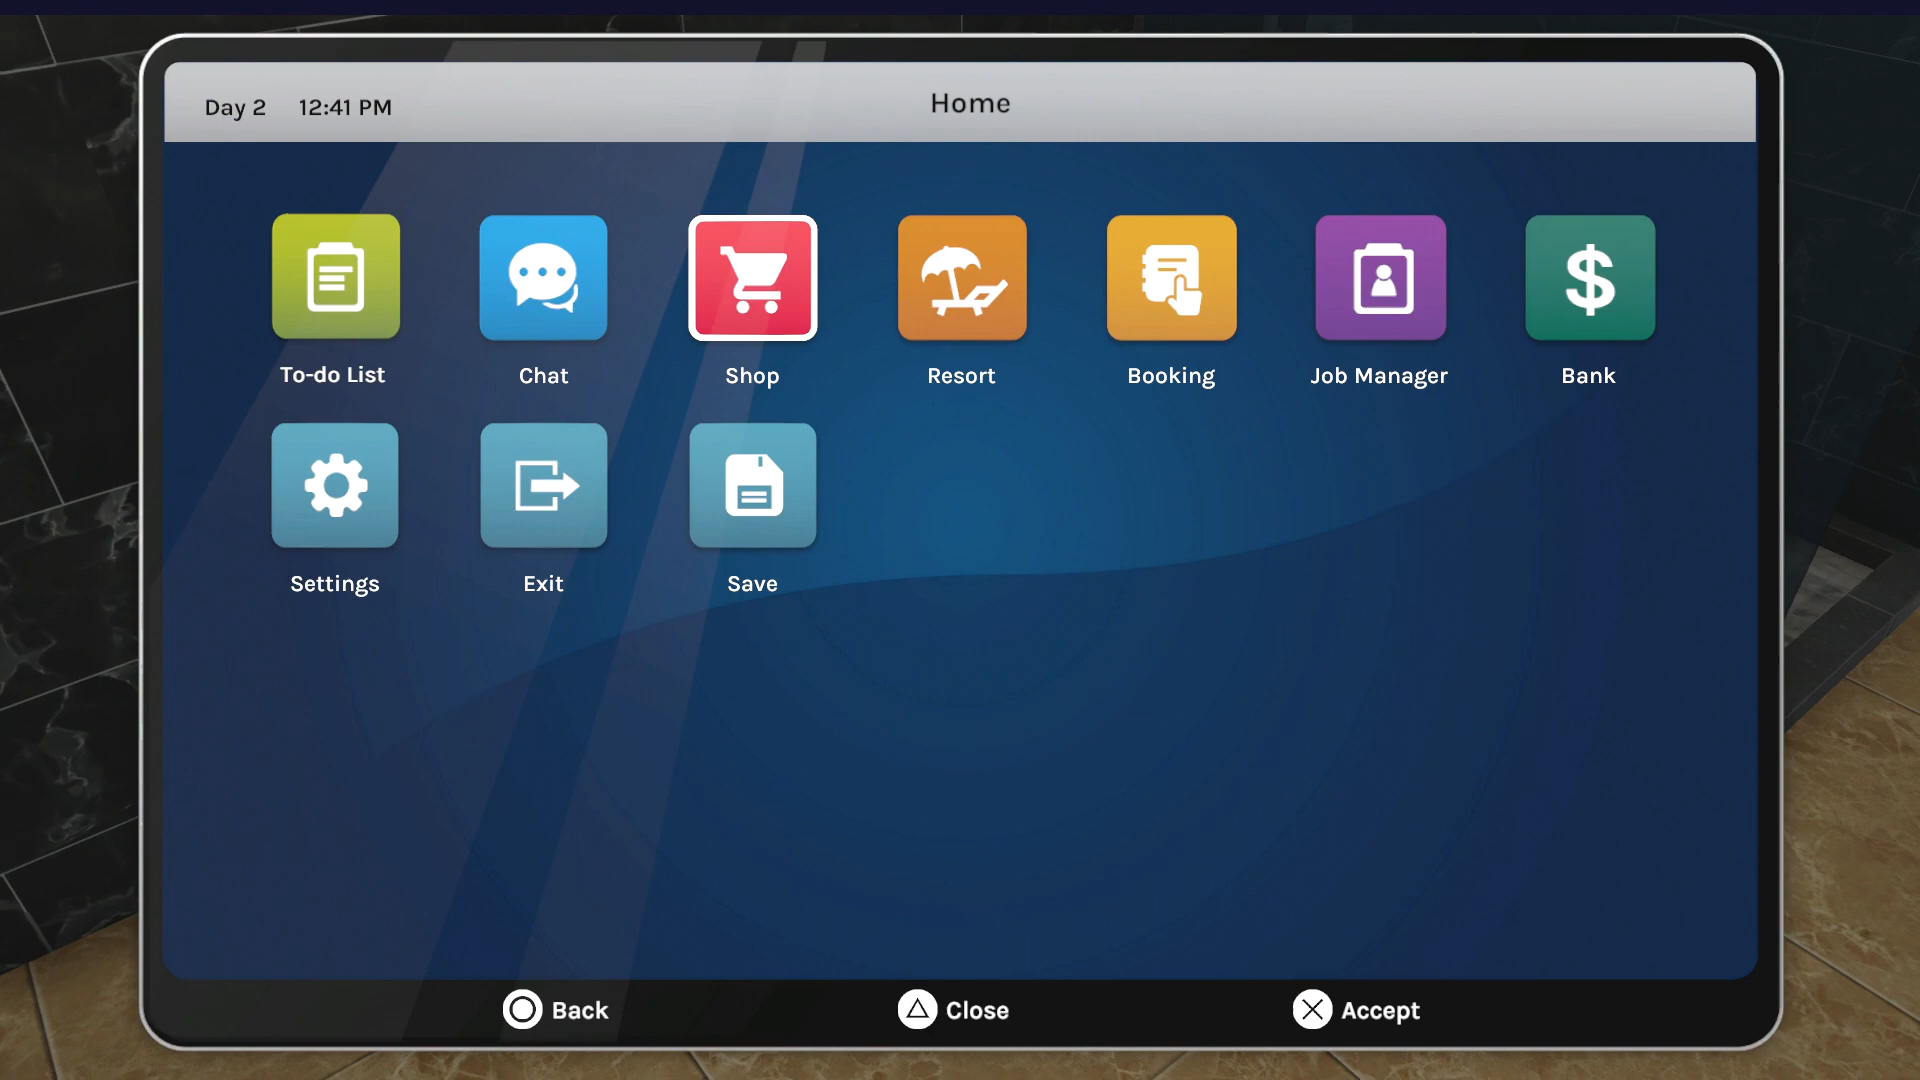 Day 2 12:41 PM Home
To-do List Chat Shop Resort Booking Job Manager Bank
Settings Exit Save
Back Close Accept